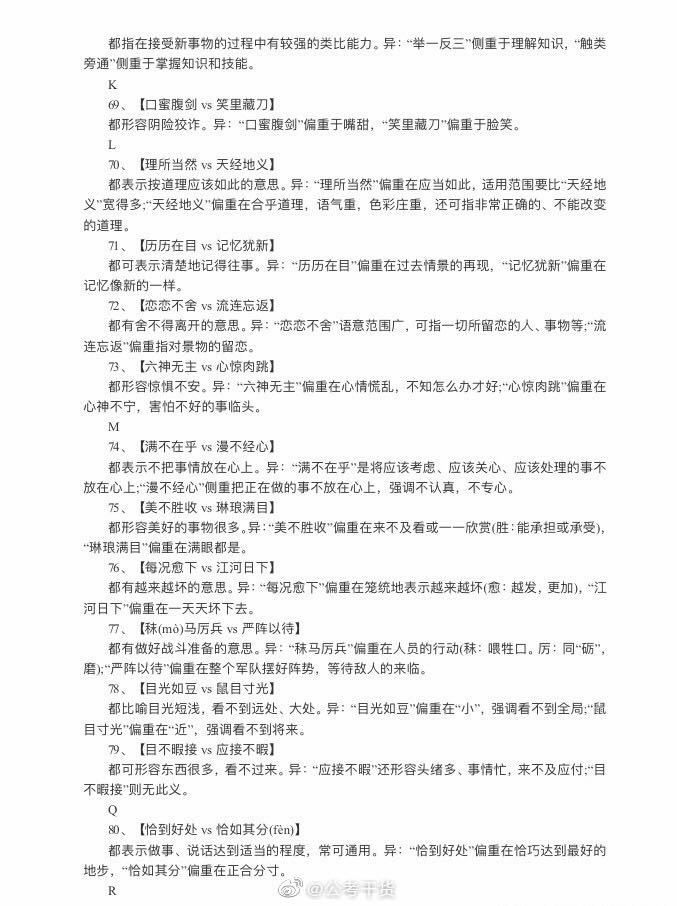 都指在接受新事物的过程中有较强的类比能力。异：“举一反三”侧重于理解知识，“触类
旁通”侧重于掌握知识和技能。
K
69、【口蜜腹剑 vs 笑里藏刀】
都形容阴险狡诈。异：“口蜜腹剑”偏重于嘴甜，“笑里藏刀”偏重于脸笑。
L
70、【理所当然 vs 天经地义】
都表示按道理应该如此的意思。异：“理所当然”偏重在应当如此，适用范围要比“天经地
义”宽得多;“天经地义”偏重在合乎道理，语气重，色彩庄重，还可指非常正确的、不能改变
的道理。
71、【历历在目 vs 记忆犹新】
都可表示清楚地记得往事。异：“历历在目”偏重在过去情景的再现，“记忆犹新”偏重在
记忆像新的一样。
72、【恋恋不舍 vs 流连忘返】
都有舍不得离开的意思。异：“恋恋不舍”语意范围广，可指一切所留恋的人、事物等;“流
连忘返”偏重指对景物的留恋。
73、【六神无主 vs 心惊肉跳】
都形容惊惧不安。异：“六神无主”偏重在心情慌乱，不知怎么办才好;“心惊肉跳”偏重在
心神不宁，害怕不好的事临头。
M
74、【满不在乎 vs 漫不经心】
都表示不把事情放在心上。异：“满不在乎”是将应该考虑、应该关心、应该处理的事不
放在心上;“漫不经心”侧重把正在做的事不放在心上，强调不认真，不专心。
75、【美不胜收 vs 琳琅满目】
都形容美好的事物很多。异：“美不胜收”偏重在来不及看或一一欣赏(胜：能承担或承受)，
“琳琅满目”偏重在满眼都是。
76、【每况愈下 vs 江河日下】
都有越来越坏的意思。异：“每况愈下”偏重在笼统地表示越来越坏(愈：越发，更加)，“江
河日下”偏重在一天天坏下去。
77、【秣(mò)马厉兵 vs 严阵以待】
都有做好战斗准备的意思。异：“秣马厉兵”偏重在人员的行动(秣：喂牲口。厉：同“砺”，
磨);“严阵以待”偏重在整个军队摆好阵势，等待敌人的来临。
78、【目光如豆 vs 鼠目寸光】
都比喻目光短浅，看不到远处、大处。异：“目光如豆”偏重在“小”，强调看不到全局;“鼠
目寸光”偏重在“近”，强调看不到将来。
79、【目不暇接 vs 应接不暇】
都可形容东西很多，看不过来。异：“应接不暇”还形容头绪多、事情忙，来不及应付;“目
不暇接”则无此义。
Q
80、【恰到好处 vs 恰如其分(fèn)】
都表示做事、说话达到适当的程度，常可通用。异：“恰到好处”偏重在恰巧达到最好的
地步，“恰如其分”偏重在正合分寸。
R
@公考干货